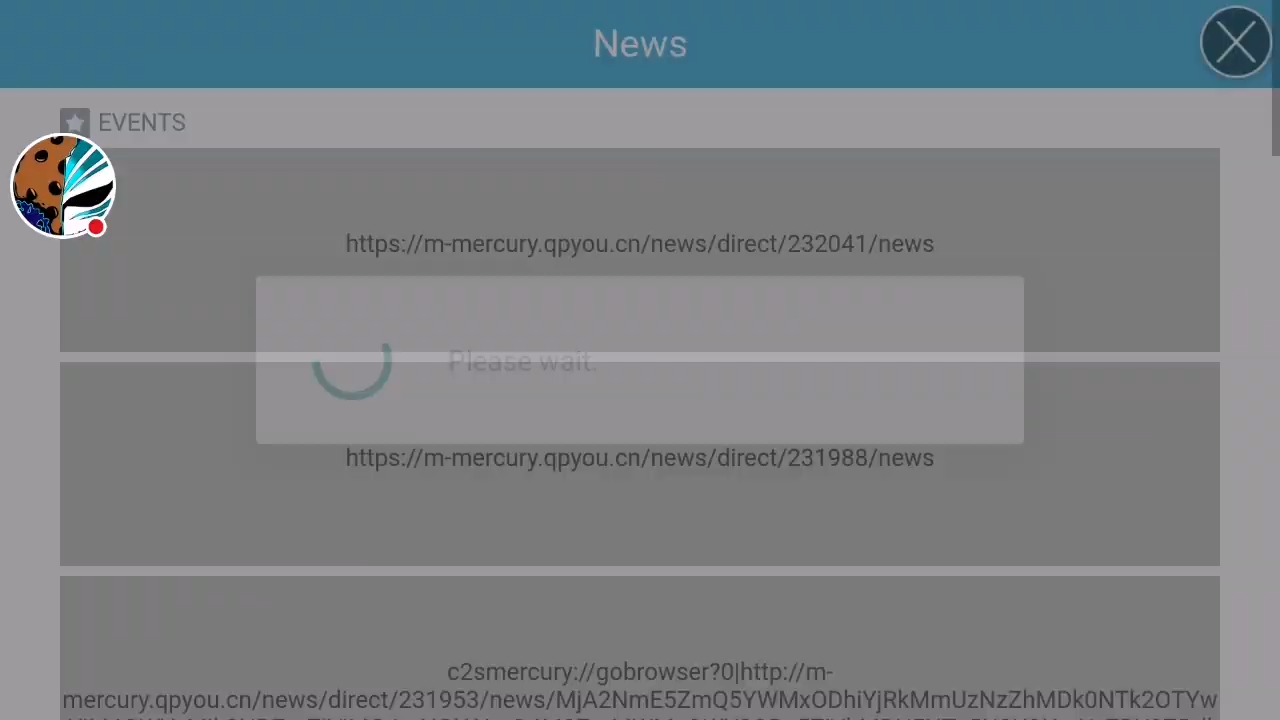 News
EVENTS
https://m-mercury.qpyou.cn/news/direct/232041/news
Please wait.
https://m-mercury.qpyou.cn/news/direct/231988/news
c2smercury://gobrowser?0|http://m-
mercury.qpyou.cn/news/direct/231953/news/MjA2NmE5ZmQ5YWMxODhiYjRkMmUzNzZhMDk0NTk2OTYw